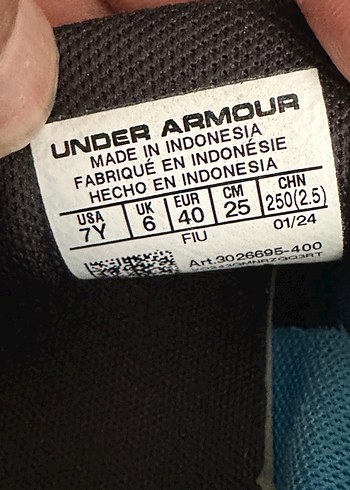 UNDER ARMOUR
MADE IN INDONESIA
FABRIQUÉ EN INDONÉSIE
HECHO EN INDONESIA
USA UK EUR CM CHN
7Y 6 40 25 250(2.5)
FIU 01/24
Art.3026695-400